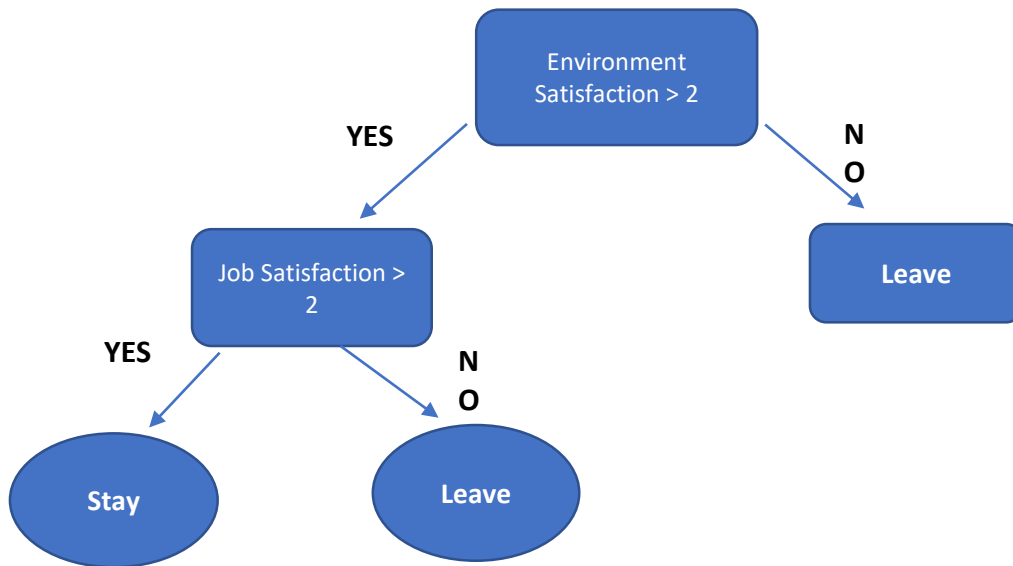 Environment
Satisfaction > 2
YES
N
O
Job Satisfaction >
2
Leave
YES
N
O
Stay
Leave